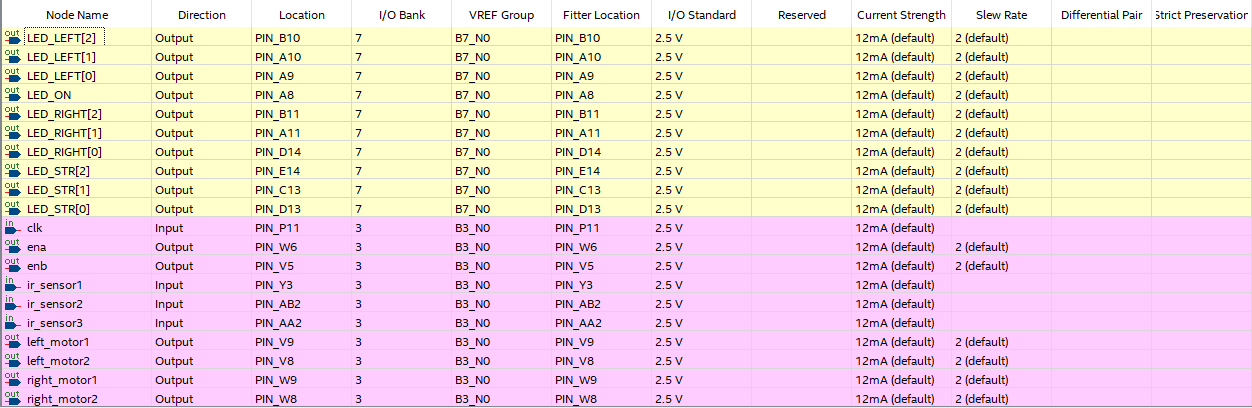 Node Name Direction Location I/O Bank VREF Group Fitter Location I/O Standard Reserved Current Strength Slew Rate Differential Pair Strict Preservation
out LED_LEFT[2] Output PIN_B10 7 B7_N0 PIN_B10 2.5 V 12mA (default) 2 (default)
out LED_LEFT[1] Output PIN_A10 7 B7_N0 PIN_A10 2.5 V 12mA (default) 2 (default)
out LED_LEFT[0] Output PIN_A9 7 B7_N0 PIN_A9 2.5 V 12mA (default) 2 (default)
out LED_ON Output PIN_A8 7 B7_N0 PIN_A8 2.5 V 12mA (default) 2 (default)
out LED_RIGHT[2] Output PIN_B11 7 B7_N0 PIN_B11 2.5 V 12mA (default) 2 (default)
out LED_RIGHT[1] Output PIN_A11 7 B7_N0 PIN_A11 2.5 V 12mA (default) 2 (default)
out LED_RIGHT[0] Output PIN_D14 7 B7_N0 PIN_D14 2.5 V 12mA (default) 2 (default)
out LED_STR[2] Output PIN_E14 7 B7_N0 PIN_E14 2.5 V 12mA (default) 2 (default)
out LED_STR[1] Output PIN_C13 7 B7_N0 PIN_C13 2.5 V 12mA (default) 2 (default)
out LED_STR[0] Output PIN_D13 7 B7_N0 PIN_D13 2.5 V 12mA (default) 2 (default)
in clk Input PIN_P11 3 B3_N0 PIN_P11 2.5 V 12mA (default)
out ena Output PIN_W6 3 B3_N0 PIN_W6 2.5 V 12mA (default) 2 (default)
out enb Output PIN_V5 3 B3_N0 PIN_V5 2.5 V 12mA (default) 2 (default)
in ir_sensor1 Input PIN_Y3 3 B3_N0 PIN_Y3 2.5 V 12mA (default)
in ir_sensor2 Input PIN_AB2 3 B3_N0 PIN_AB2 2.5 V 12mA (default)
in ir_sensor3 Input PIN_AA2 3 B3_N0 PIN_AA2 2.5 V 12mA (default)
out left_motor1 Output PIN_V9 3 B3_N0 PIN_V9 2.5 V 12mA (default) 2 (default)
out left_motor2 Output PIN_V8 3 B3_N0 PIN_V8 2.5 V 12mA (default) 2 (default)
out right_motor1 Output PIN_W9 3 B3_N0 PIN_W9 2.5 V 12mA (default) 2 (default)
out right_motor2 Output PIN_W8 3 B3_N0 PIN_W8 2.5 V 12mA (default) 2 (default)